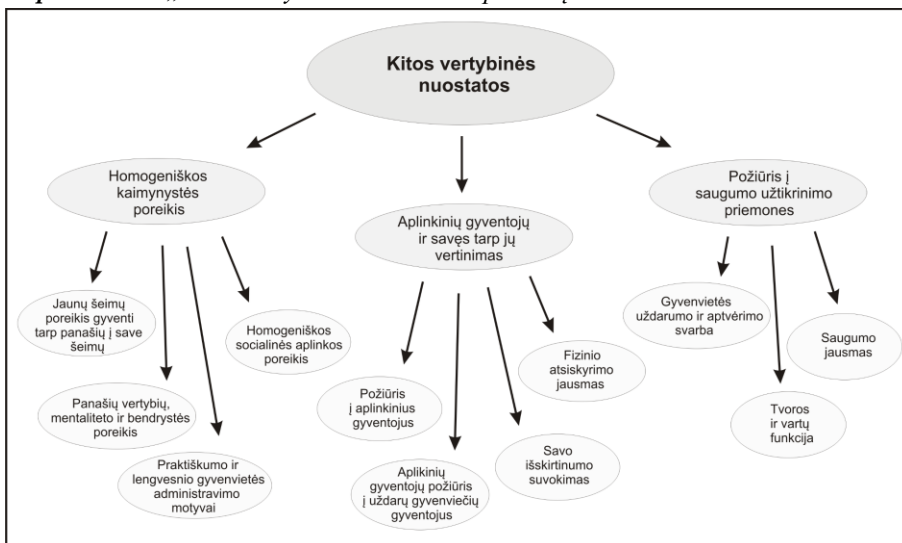 Kitos vertybinės
nuostatos
Homogeniškos
kaimynystės
poreikis
Aplinkinių gyventojų
ir savęs tarp jų
vertinimas
Požiūris į
saugumo užtikrinimo
priemones
Jaunų šeimų
poreikis gyventi
tarp panašių į save
šeimų
Panašių vertybių,
mentaliteto ir bendrystės
poreikis
Praktiškumo ir
lengvesnio gyvenvietės
administravimo
motyvai
Homogeniškos
socialinės aplinkos
poreikis
Požiūris
į aplinkinius
gyventojus
Aplikinių
gyventojų požiūris
į uždarų gyvenviečių
gyventojus
Savo
išskirtinumo
suvokimas
Fizinio
atsiskyrimo
jausmas
Gyvenvietės
uždarumo ir aptvėrimo
svarba
Tvoros
ir vartų
funkcija
Saugumo
jausmas